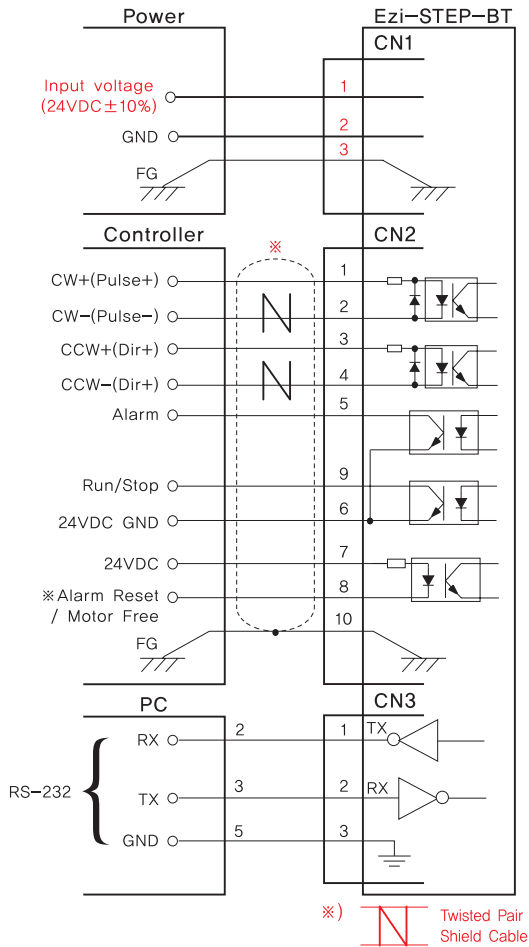 Power
Ezi-STEP-BT
CN1
Input voltage
(24VDC±10%)
1
GND
2
FG
3
Controller
CN2
※
CW+(Pulse+)
1
CW-(Pulse-)
2
CCW+(Dir+)
3
CCW-(Dir+)
4
Alarm
5
Run/Stop
9
24VDC GND
6
24VDC
7
※Alarm Reset
/ Motor Free
8
FG
10
PC
CN3
RS-232
RX
2
1
TX
TX
3
2
RX
GND
5
3
※)
Twisted Pair
Shield Cable